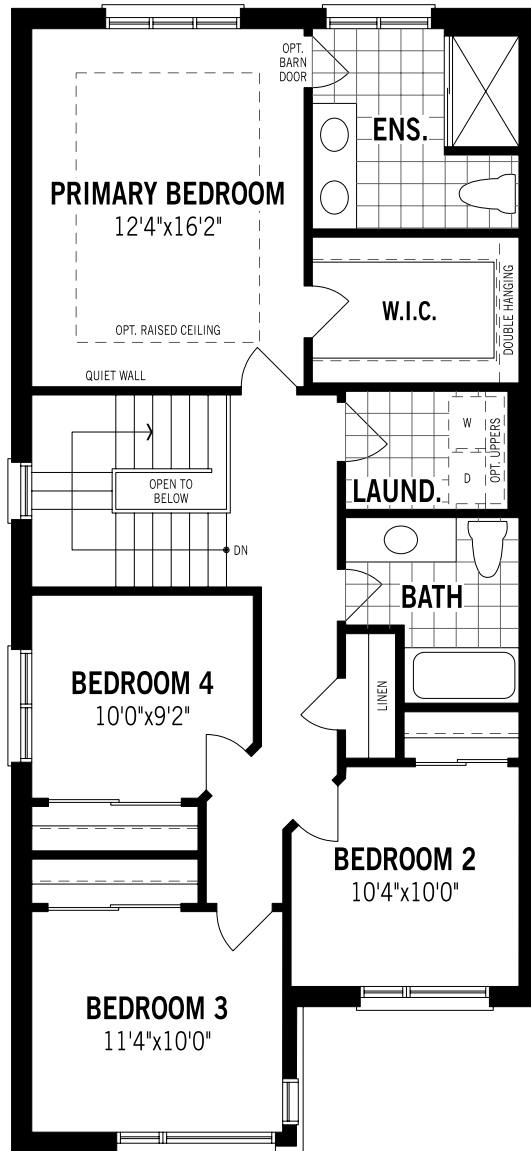 OPT.
BARN
DOOR
ENS.
PRIMARY BEDROOM
12'4"x16'2"
W.I.C.
DOUBLE HANGING
OPT. RAISED CEILING
QUIET WALL
W
OPT. UPPERS
D
LAUND.
OPEN TO
BELOW
DN
BATH
LINEN
BEDROOM 4
10'0"x9'2"
BEDROOM 2
10'4"x10'0"
BEDROOM 3
11'4"x10'0"